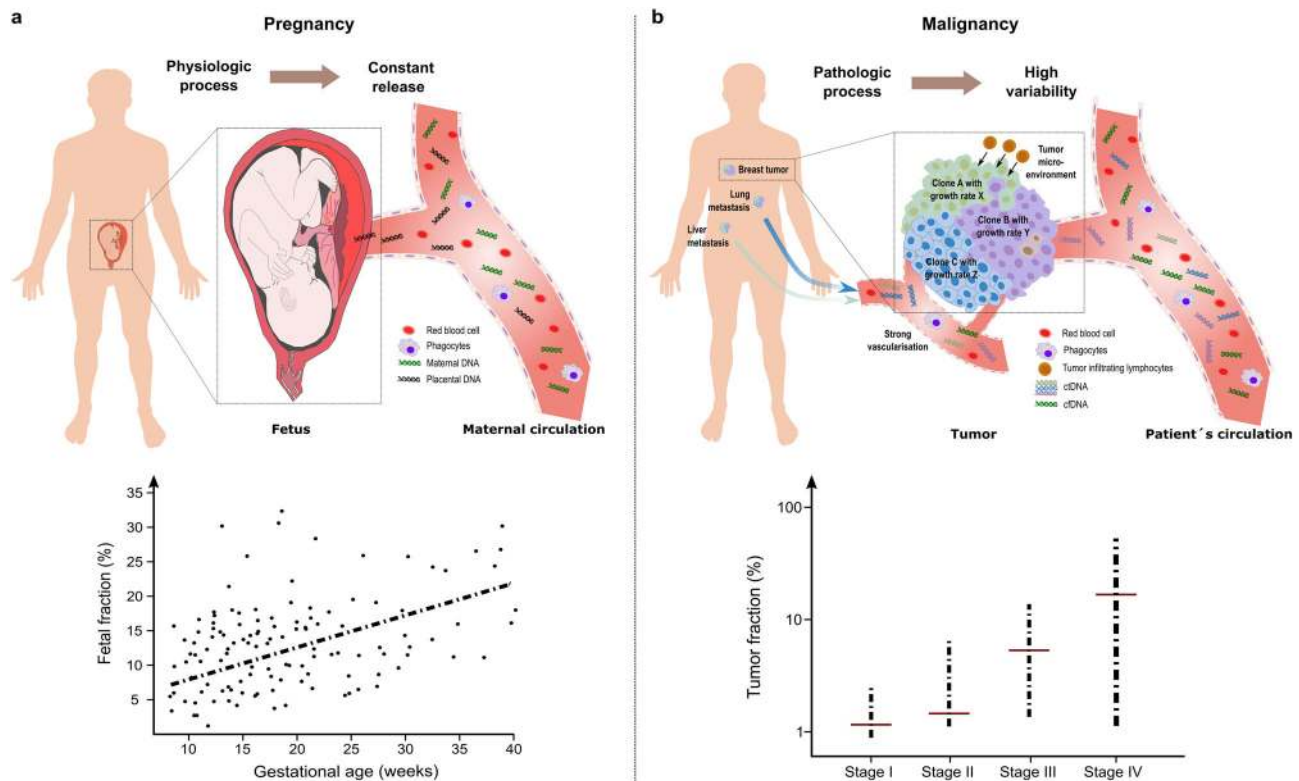 a
Pregnancy
Physiologic
process
Constant
release
Red blood cell
Phagocytes
Maternal DNA
Placental DNA
Fetus
Maternal circulation
35
30
25
20
15
10
5
Fetal fraction (%)
10
15
20
25
30
35
40
Gestational age (weeks)
b
Malignancy
Pathologic
process
High
variability
Breast tumor
Lung
metastasis
Liver
metastasis
Tumor
micro-
environment
Clone A with
growth rate X
Clone B with
growth rate Y
Clone C with
growth rate Z
Strong
vascularisation
Red blood cell
Phagocytes
Tumor infiltrating lymphocytes
ctDNA
cfDNA
Tumor
Patient´s circulation
100
10
1
Tumor fraction (%)
Stage I
Stage II
Stage III
Stage IV